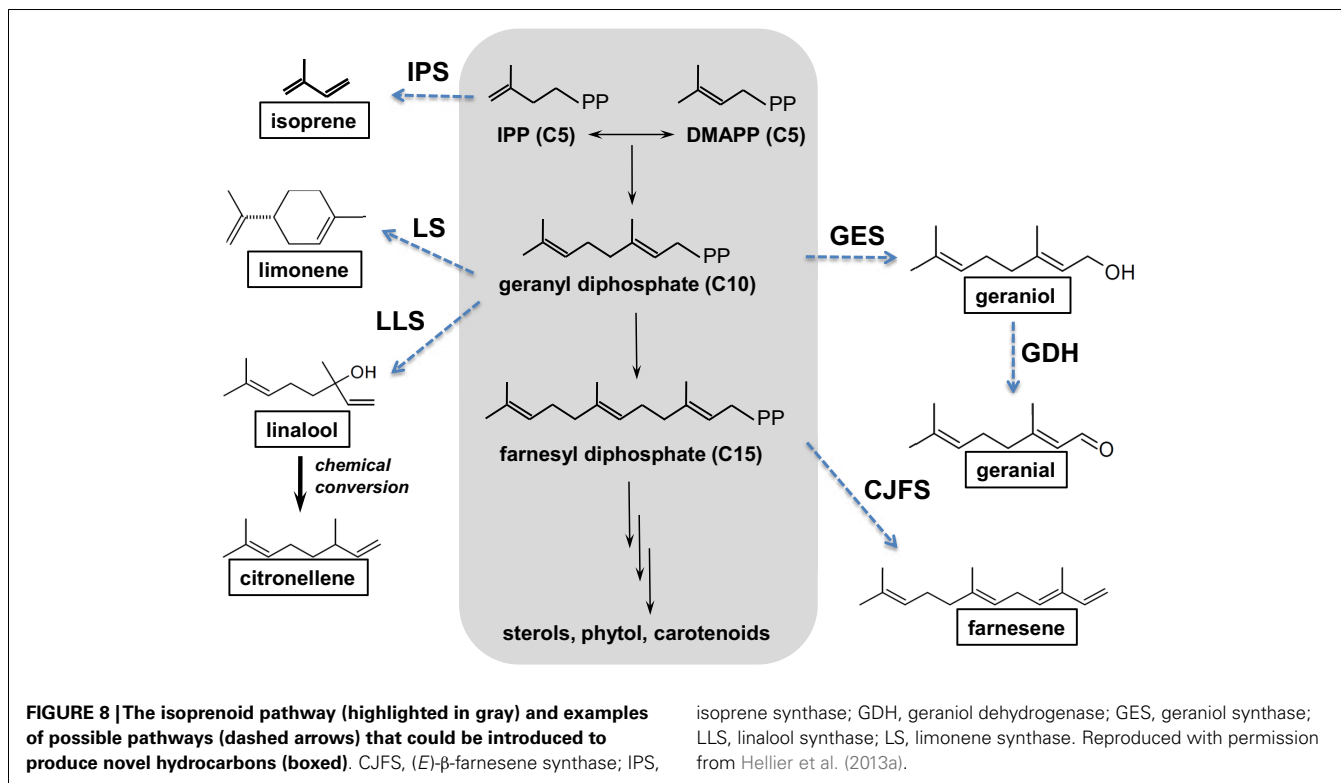 IPS
isoprene
PP
PP
IPP (C5)
DMAPP (C5)
LS
limonene
PP
geranyl diphosphate (C10)
GES
OH
geraniol
LLS
OH
linalool
chemical
conversion
citronellene
GDH
O
geranial
PP
farnesyl diphosphate (C15)
CJFS
farnesene
sterols, phytol, carotenoids
FIGURE 8 | The isoprenoid pathway (highlighted in gray) and examples
of possible pathways (dashed arrows) that could be introduced to
produce novel hydrocarbons (boxed). CJFS, (E)-β-farnesene synthase; IPS,
isoprene synthase; GDH, geraniol dehydrogenase; GES, geraniol synthase;
LLS, linalool synthase; LS, limonene synthase. Reproduced with permission
from Hellier et al. (2013a).